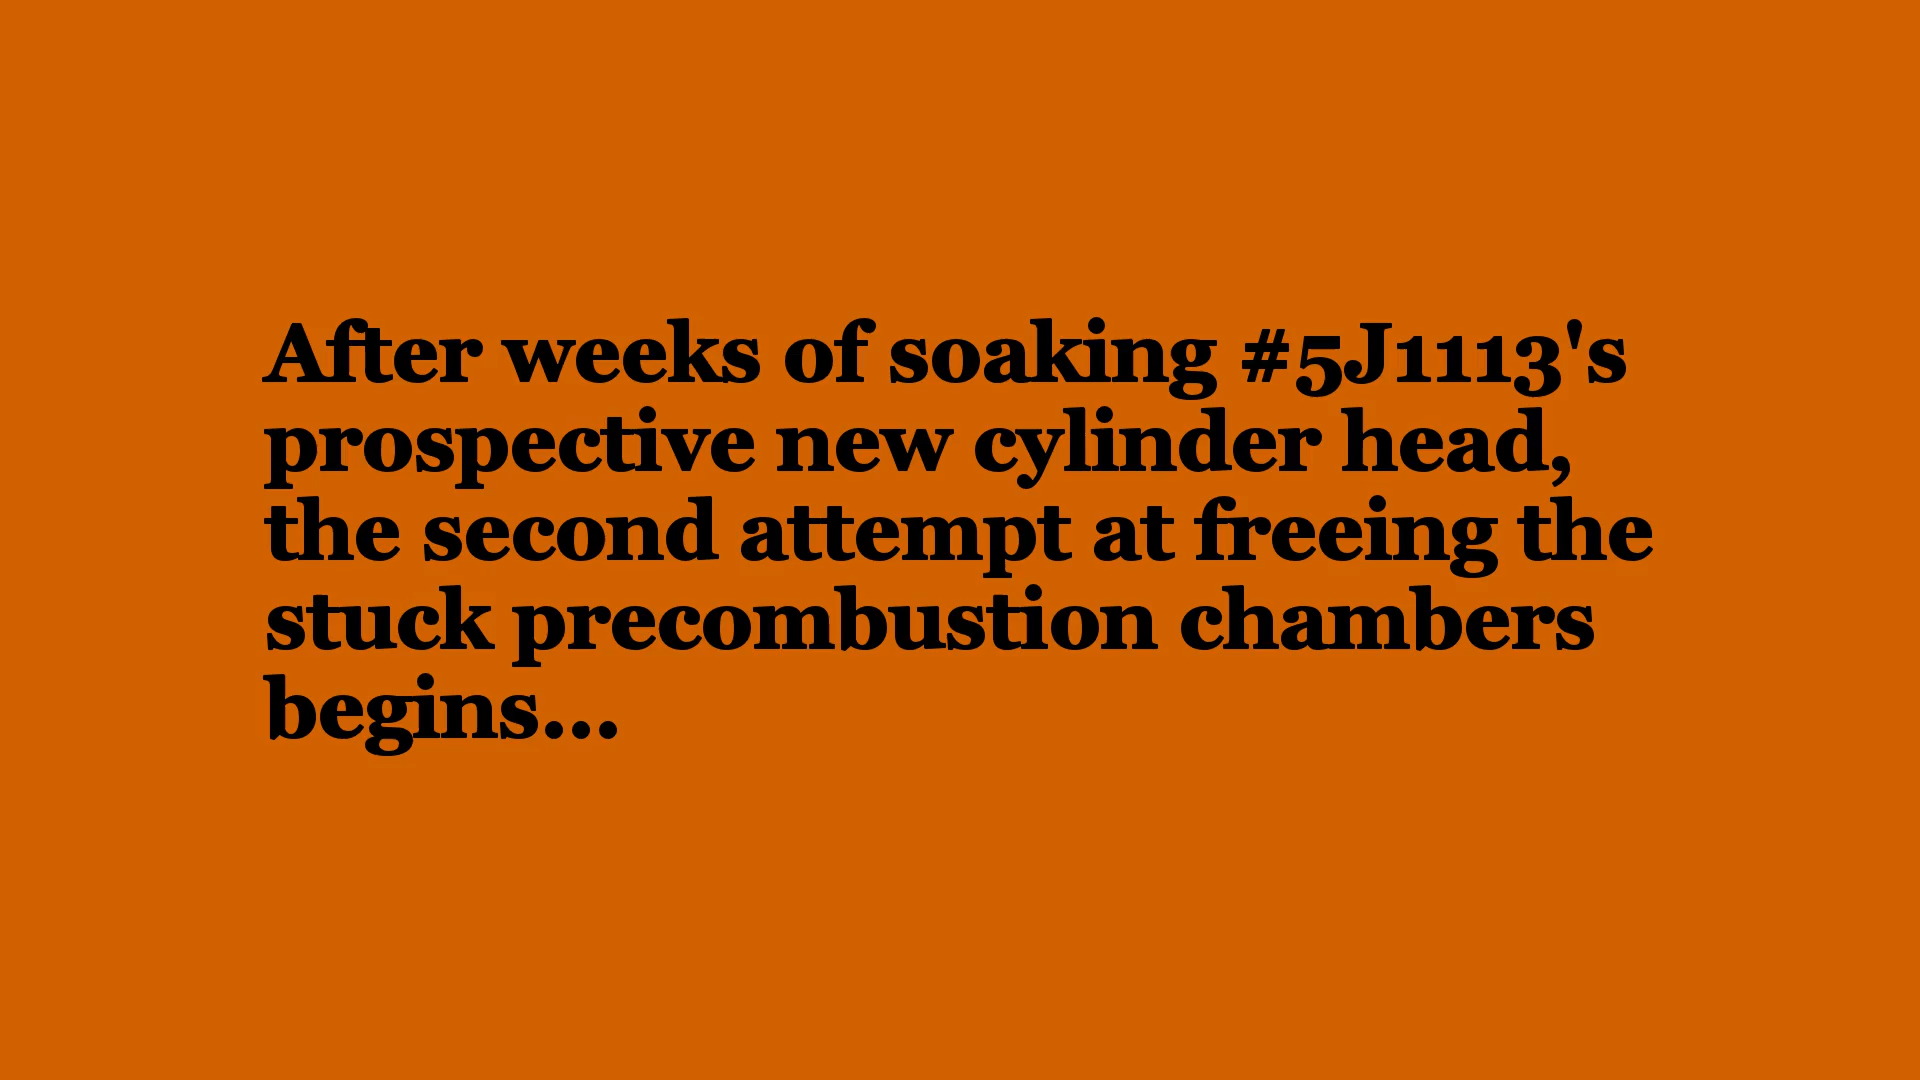 After weeks of soaking #5J1113's
prospective new cylinder head,
the second attempt at freeing the
stuck precombustion chambers
begins...